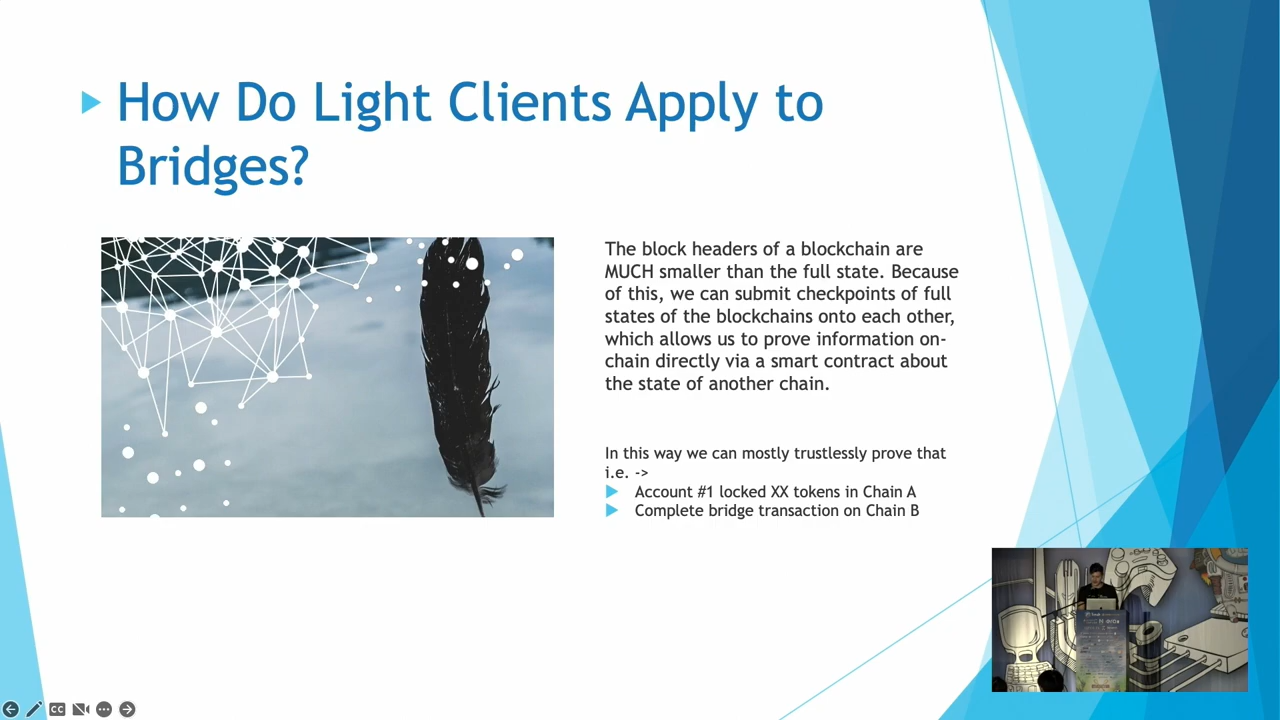 How Do Light Clients Apply to
Bridges?
The block headers of a blockchain are
MUCH smaller than the full state. Because
of this, we can submit checkpoints of full
states of the blockchains onto each other,
which allows us to prove information on-
chain directly via a smart contract about
the state of another chain.
In this way we can mostly trustlessly prove that
i.e. ->
Account #1 locked XX tokens in Chain A
Complete bridge transaction on Chain B
CC